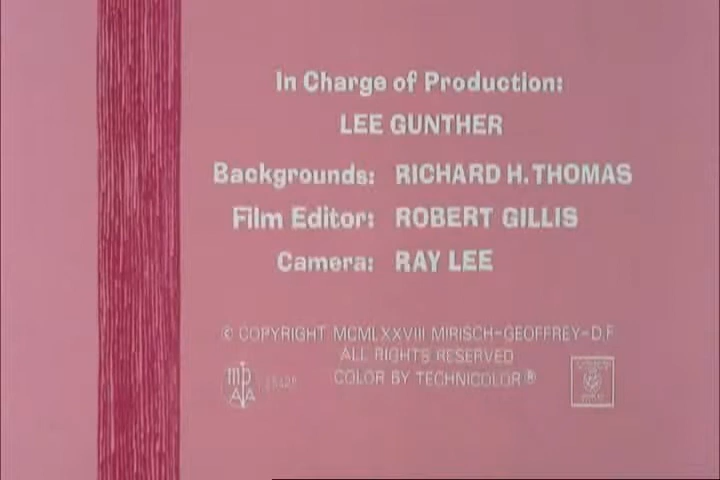 In Charge of Production:
LEE GUNTHER
Backgrounds: RICHARD H. THOMAS
Film Editor: ROBERT GILLIS
Camera: RAY LEE
© COPYRIGHT MCMLXXVIII MIRISCH-GEOFFREY-D.F
ALL RIGHTS RESERVED
COLOR BY TECHNICOLOR®